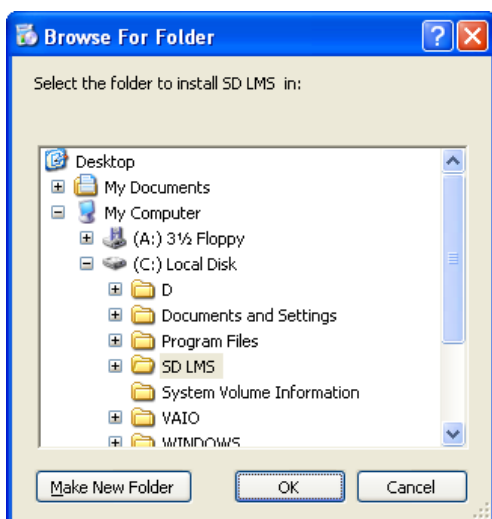 Browse For Folder
Select the folder to install SD LMS in:
Desktop
My Documents
My Computer
(A:) 3½ Floppy
(C:) Local Disk
D
Documents and Settings
Program Files
SD LMS
System Volume Information
VAIO
WINDOWS
Make New Folder OK Cancel